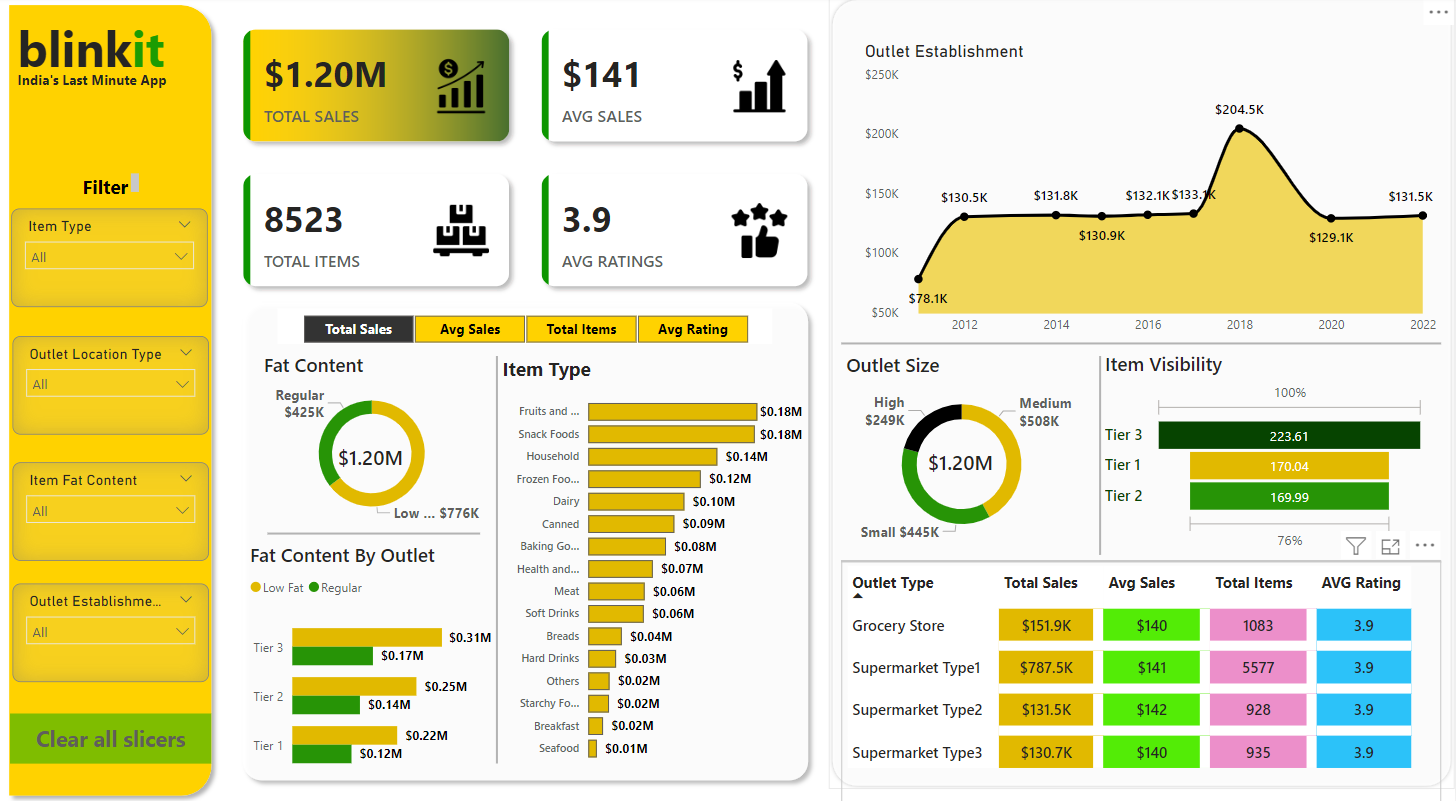 blinkit
India's Last Minute App
Filter
Item Type
All
Outlet Location Type
All
Item Fat Content
All
Outlet Establishme...
All
Clear all slicers
$1.20M
TOTAL SALES
$141
AVG SALES
8523
TOTAL ITEMS
3.9
AVG RATINGS
Total Sales Avg Sales Total Items Avg Rating
Fat Content
Regular
$425K
$1.20M
Low ... $776K
Fat Content By Outlet
Low Fat Regular
Tier 3 $0.31M
$0.17M
Tier 2 $0.25M
$0.14M
Tier 1 $0.22M
$0.12M
Item Type
Fruits and ... $0.18M
Snack Foods $0.18M
Household $0.14M
Frozen Foo... $0.12M
Dairy $0.10M
Canned $0.09M
Baking Go... $0.08M
Health and... $0.07M
Meat $0.06M
Soft Drinks $0.06M
Breads $0.04M
Hard Drinks $0.03M
Others $0.02M
Starchy Fo... $0.02M
Breakfast $0.02M
Seafood $0.01M
Outlet Establishment
$250K
$200K
$150K
$100K
$50K
$78.1K
$130.5K
$131.8K
$130.9K
$132.1K
$133.1K
$204.5K
$129.1K
$131.5K
2012 2014 2016 2018 2020 2022
Outlet Size
High
$249K
Medium
$508K
$1.20M
Small $445K
Item Visibility
100%
Tier 3 223.61
Tier 1 170.04
Tier 2 169.99
76%
Outlet Type Total Sales Avg Sales Total Items AVG Rating
Grocery Store $151.9K $140 1083 3.9
Supermarket Type1 $787.5K $141 5577 3.9
Supermarket Type2 $131.5K $142 928 3.9
Supermarket Type3 $130.7K $140 935 3.9